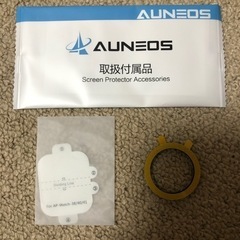 AUNEOS
AUNEOS
取扱付属品
Screen Protector Accessories